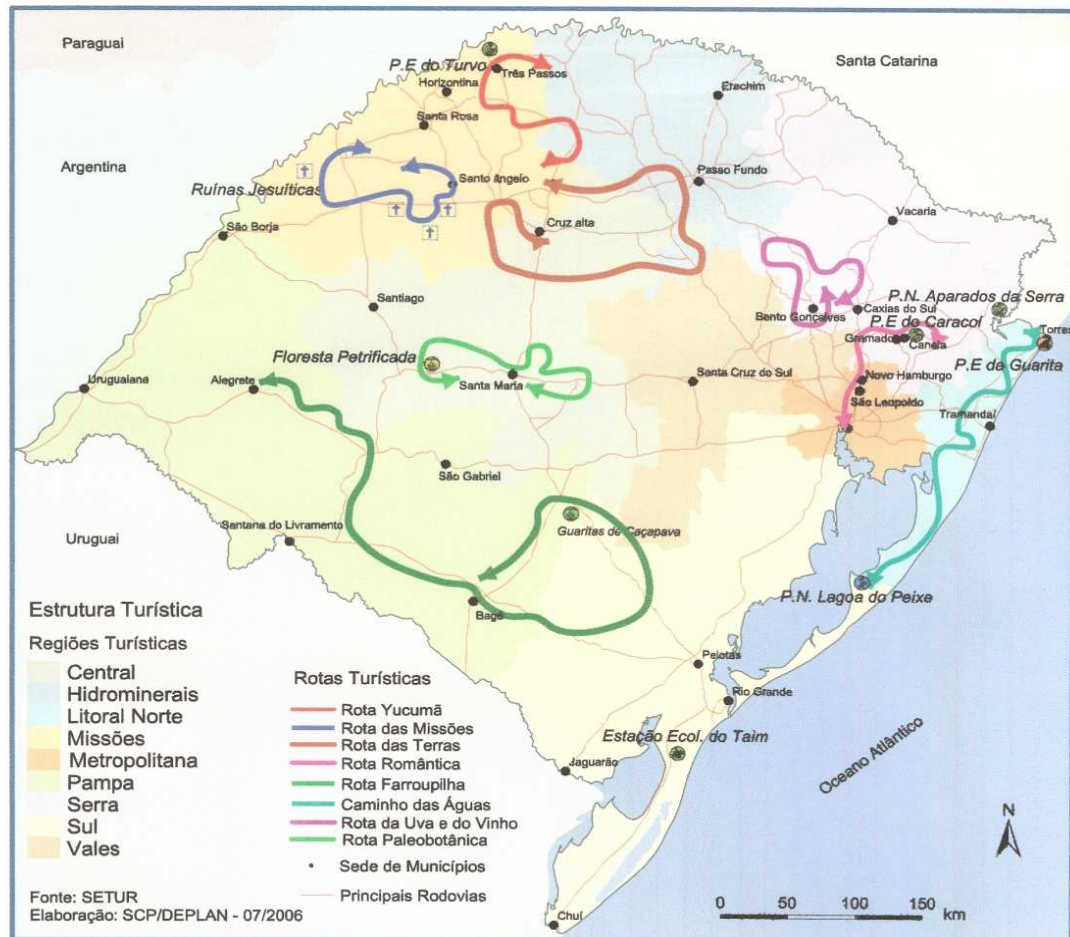 Paraguai
P.E do Turvo
Três Passos
Santa Catarina
Horizontina
Erechim
Santa Rosa
Argentina
Ruínas Jesuíticas
Santo ângelo
Passo Fundo
Cruz alta
Vacaria
São Borja
Santiago
Bento Gonçalves
Caxias do Sul
P.N. Aparados da Serra
P.E do Caracol
Gramado
Canela
Torres
P.E da Guarita
Floresta Petrificada
Santa Maria
Santa Cruz do Sul
Novo Hamburgo
São Leopoldo
Tramandaí
Uruguaiana
Alegrete
São Gabriel
Guaritas de Caçapava
Santana do Livramento
Uruguai
P.N. Lagoa do Peixe
Bagé
Pelotas
Rio Grande
Estação Ecol. do Taim
Jaguarão
Oceano Atlântico
Chuí
Estrutura Turística
Regiões Turísticas
Central
Hidrominerais
Litoral Norte
Missões
Metropolitana
Pampa
Serra
Sul
Vales
Rotas Turísticas
Rota Yucumã
Rota das Missões
Rota das Terras
Rota Romântica
Rota Farroupilha
Caminho das Águas
Rota da Uva e do Vinho
Rota Paleobotânica
Sede de Municípios
Principais Rodovias
Fonte: SETUR
Elaboração: SCP/DEPLAN - 07/2006
N
50 0 50 100 150
km